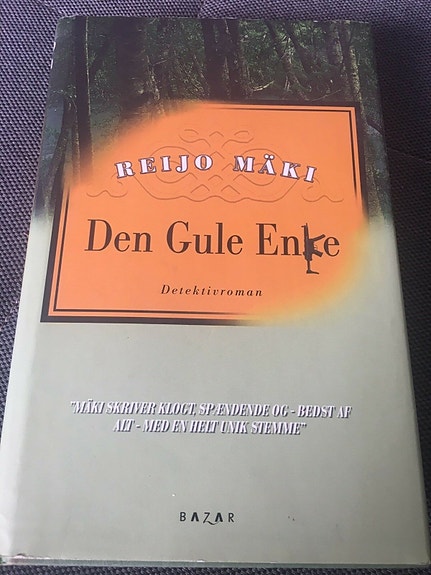 REIJO MÄKI
Den Gule Enke
Detektivroman
"MÄKI SKRIVER KLOGT, SPÆNDENDE OG - BEDST AF
ALT - MED EN HELT UNIK STEMME"
BAZAR